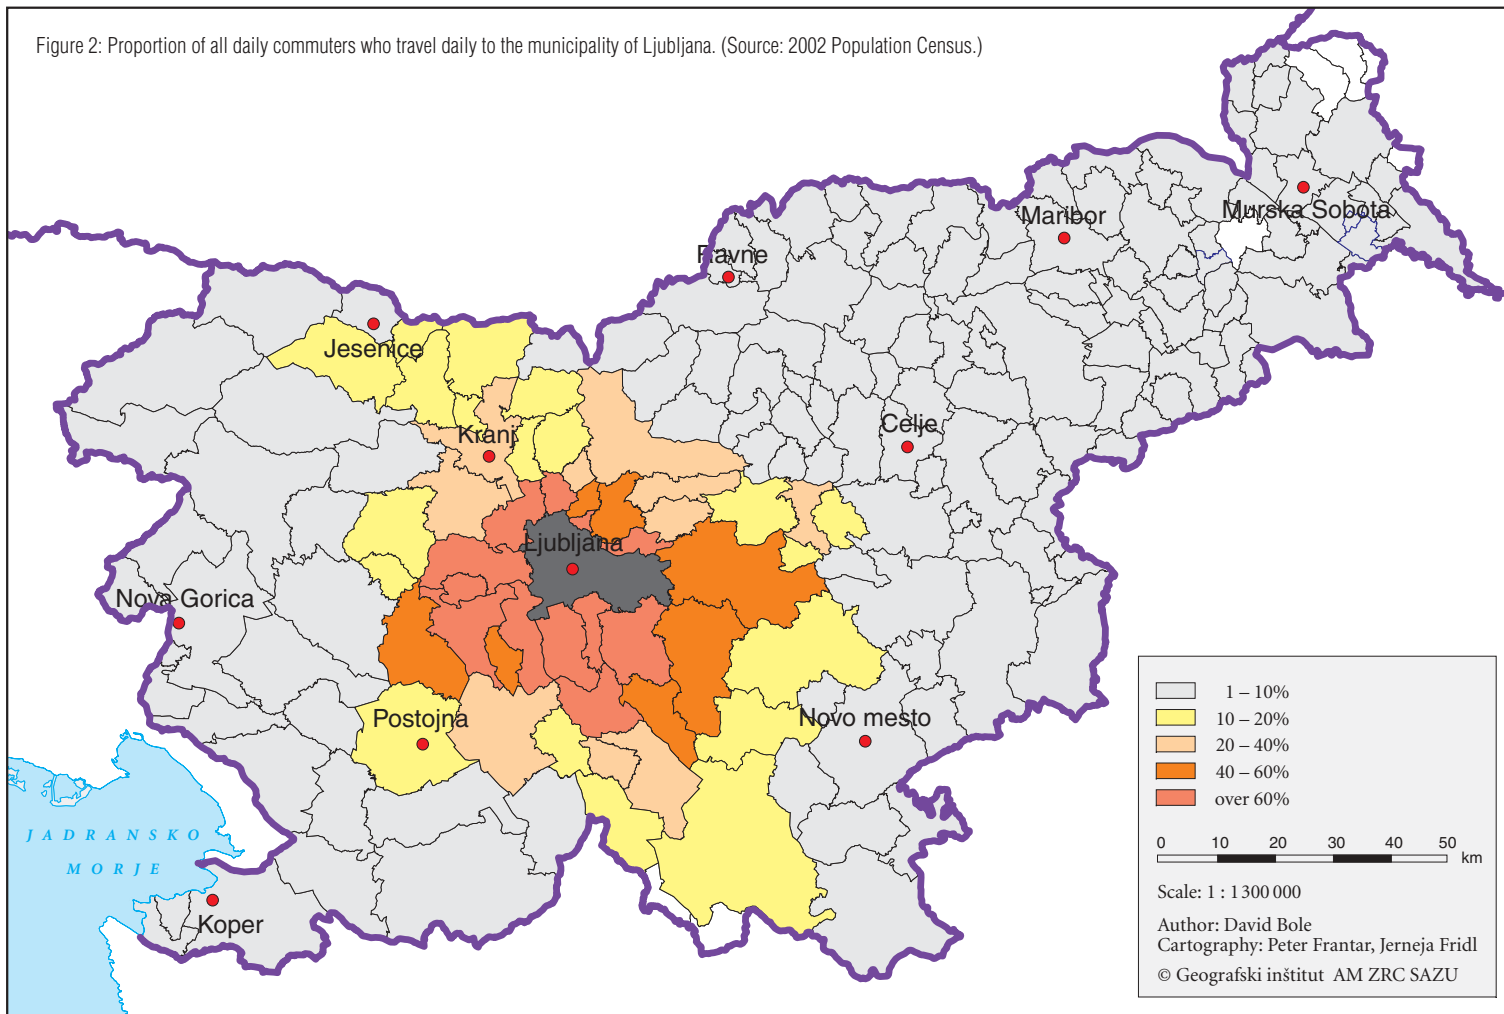 Figure 2: Proportion of all daily commuters who travel daily to the municipality of Ljubljana. (Source: 2002 Population Census.)
Murska Sobota
Maribor
Ravne
Jesenice
Kranj
Celje
Ljubljana
Nova Gorica
Postojna
Novo mesto
JADRANSKO
MORJE
Koper
1 – 10%
10 – 20%
20 – 40%
40 – 60%
over 60%
0 10 20 30 40 50 km
Scale: 1 : 1 300 000
Author: David Bole
Cartography: Peter Frantar, Jerneja Fridl
© Geografski inštitut AM ZRC SAZU